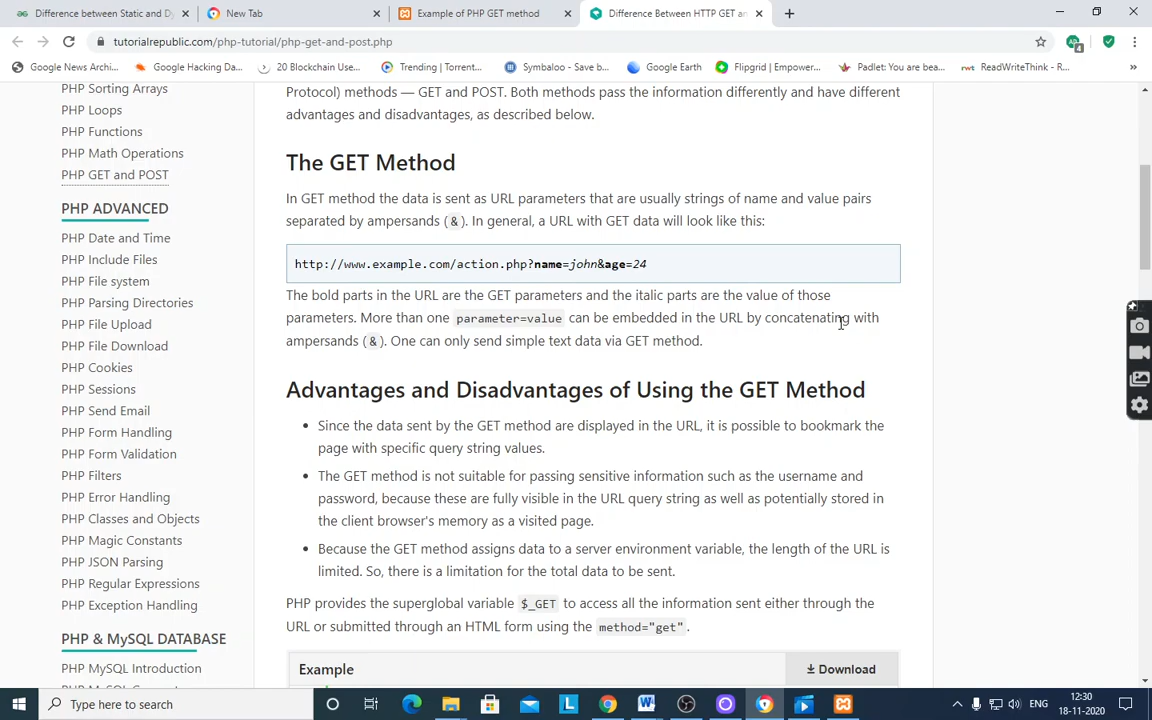 Difference between Static and Dy
New Tab
Example of PHP GET method
Difference Between HTTP GET an
tutorialrepublic.com/php-tutorial/php-get-and-post.php
Google News Archi...
Google Hacking Da...
20 Blockchain Use...
Trending | Torrent...
Symbaloo - Save b...
Google Earth
Flipgrid | Empower...
Padlet: You are bea...
ReadWriteThink - R...
PHP Sorting Arrays
PHP Loops
PHP Functions
PHP Math Operations
PHP GET and POST
PHP ADVANCED
PHP Date and Time
PHP Include Files
PHP File system
PHP Parsing Directories
PHP File Upload
PHP File Download
PHP Cookies
PHP Sessions
PHP Send Email
PHP Form Handling
PHP Form Validation
PHP Filters
PHP Error Handling
PHP Classes and Objects
PHP Magic Constants
PHP JSON Parsing
PHP Regular Expressions
PHP Exception Handling
PHP & MySQL DATABASE
PHP MySQL Introduction
Protocol) methods — GET and POST. Both methods pass the information differently and have different
advantages and disadvantages, as described below.
The GET Method
In GET method the data is sent as URL parameters that are usually strings of name and value pairs
separated by ampersands (&). In general, a URL with GET data will look like this:
http://www.example.com/action.php?name=john&age=24
The bold parts in the URL are the GET parameters and the italic parts are the value of those
parameters. More than one parameter=value can be embedded in the URL by concatenating with
ampersands (&). One can only send simple text data via GET method.
Advantages and Disadvantages of Using the GET Method
• Since the data sent by the GET method are displayed in the URL, it is possible to bookmark the
page with specific query string values.
• The GET method is not suitable for passing sensitive information such as the username and
password, because these are fully visible in the URL query string as well as potentially stored in
the client browser's memory as a visited page.
• Because the GET method assigns data to a server environment variable, the length of the URL is
limited. So, there is a limitation for the total data to be sent.
PHP provides the superglobal variable $_GET to access all the information sent either through the
URL or submitted through an HTML form using the method="get".
Example
Download
Type here to search
ENG
12:30
18-11-2020